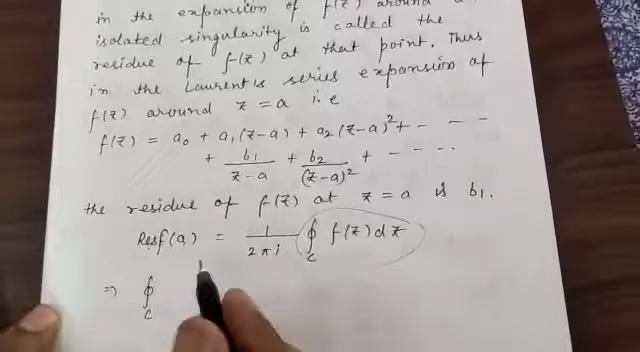 in the expansion of f(z) around
isolated singularity is called the
residue of f(z) at that point. Thus
in the Laurent's series expansion of
f(z) around z = a i.e
f(z) = a₀ + a₁(z-a) + a₂(z-a)² + - - -
+ b₁/(z-a) + b₂/(z-a)² + - - - -
the residue of f(z) at z = a is b₁.
Resf(a) = 1/(2πi) ∮_C f(z)dz
⇒ ∮_C